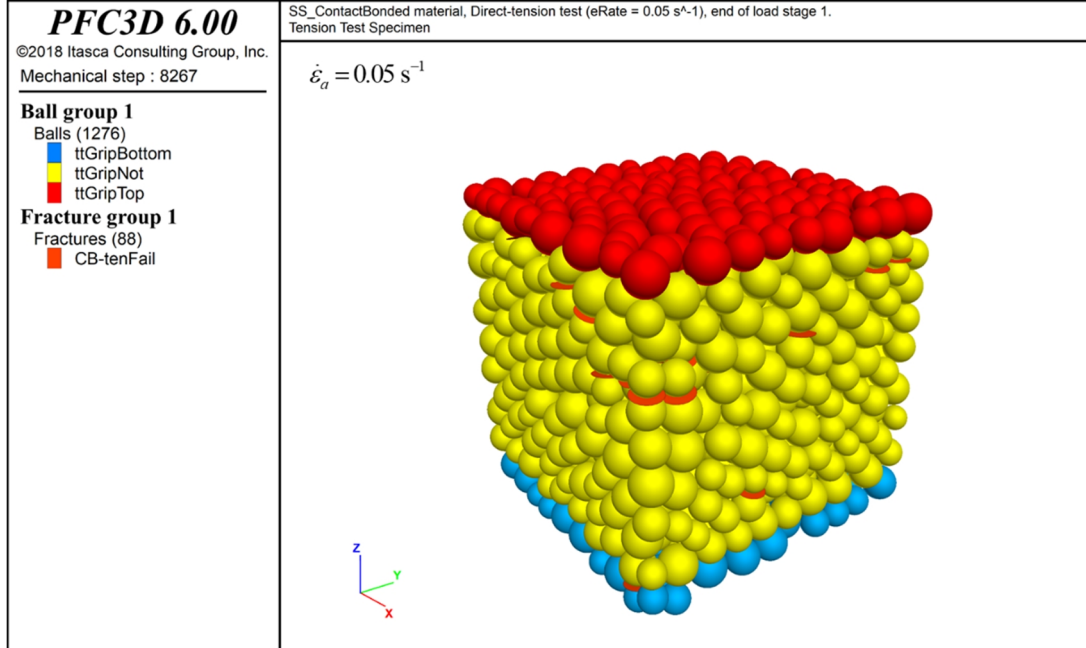 PFC3D 6.00
©2018 Itasca Consulting Group, Inc.
Mechanical step : 8267
Ball group 1
Balls (1276)
ttGripBottom
ttGripNot
ttGripTop
Fracture group 1
Fractures (88)
CB-tenFail
SS_ContactBonded material, Direct-tension test (eRate = 0.05 s^-1), end of load stage 1.
Tension Test Specimen
ε̇ₐ = 0.05 s⁻¹
Z
Y
X